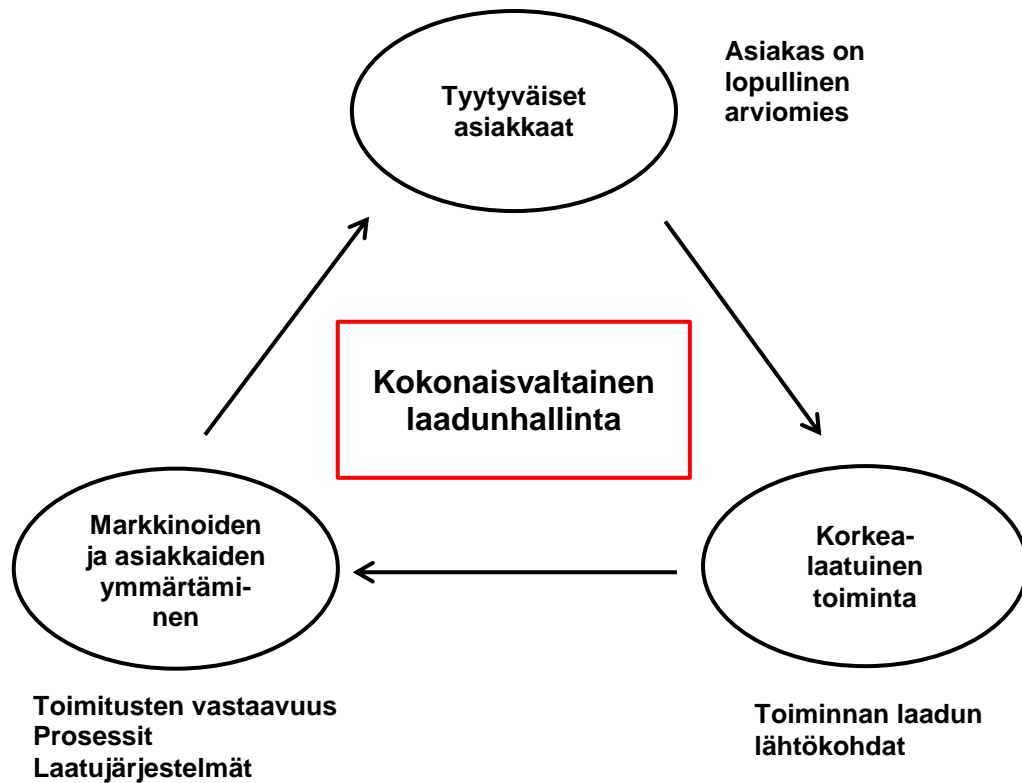 Tyytyväiset
asiakkaat
Asiakas on
lopullinen
arviomies
Kokonaisvaltainen
laadunhallinta
Markkinoiden
ja asiakkaiden
ymmärtämi-
nen
Korkea-
laatuinen
toiminta
Toimitusten vastaavuus
Prosessit
Laatujärjestelmät
Toiminnan laadun
lähtökohdat